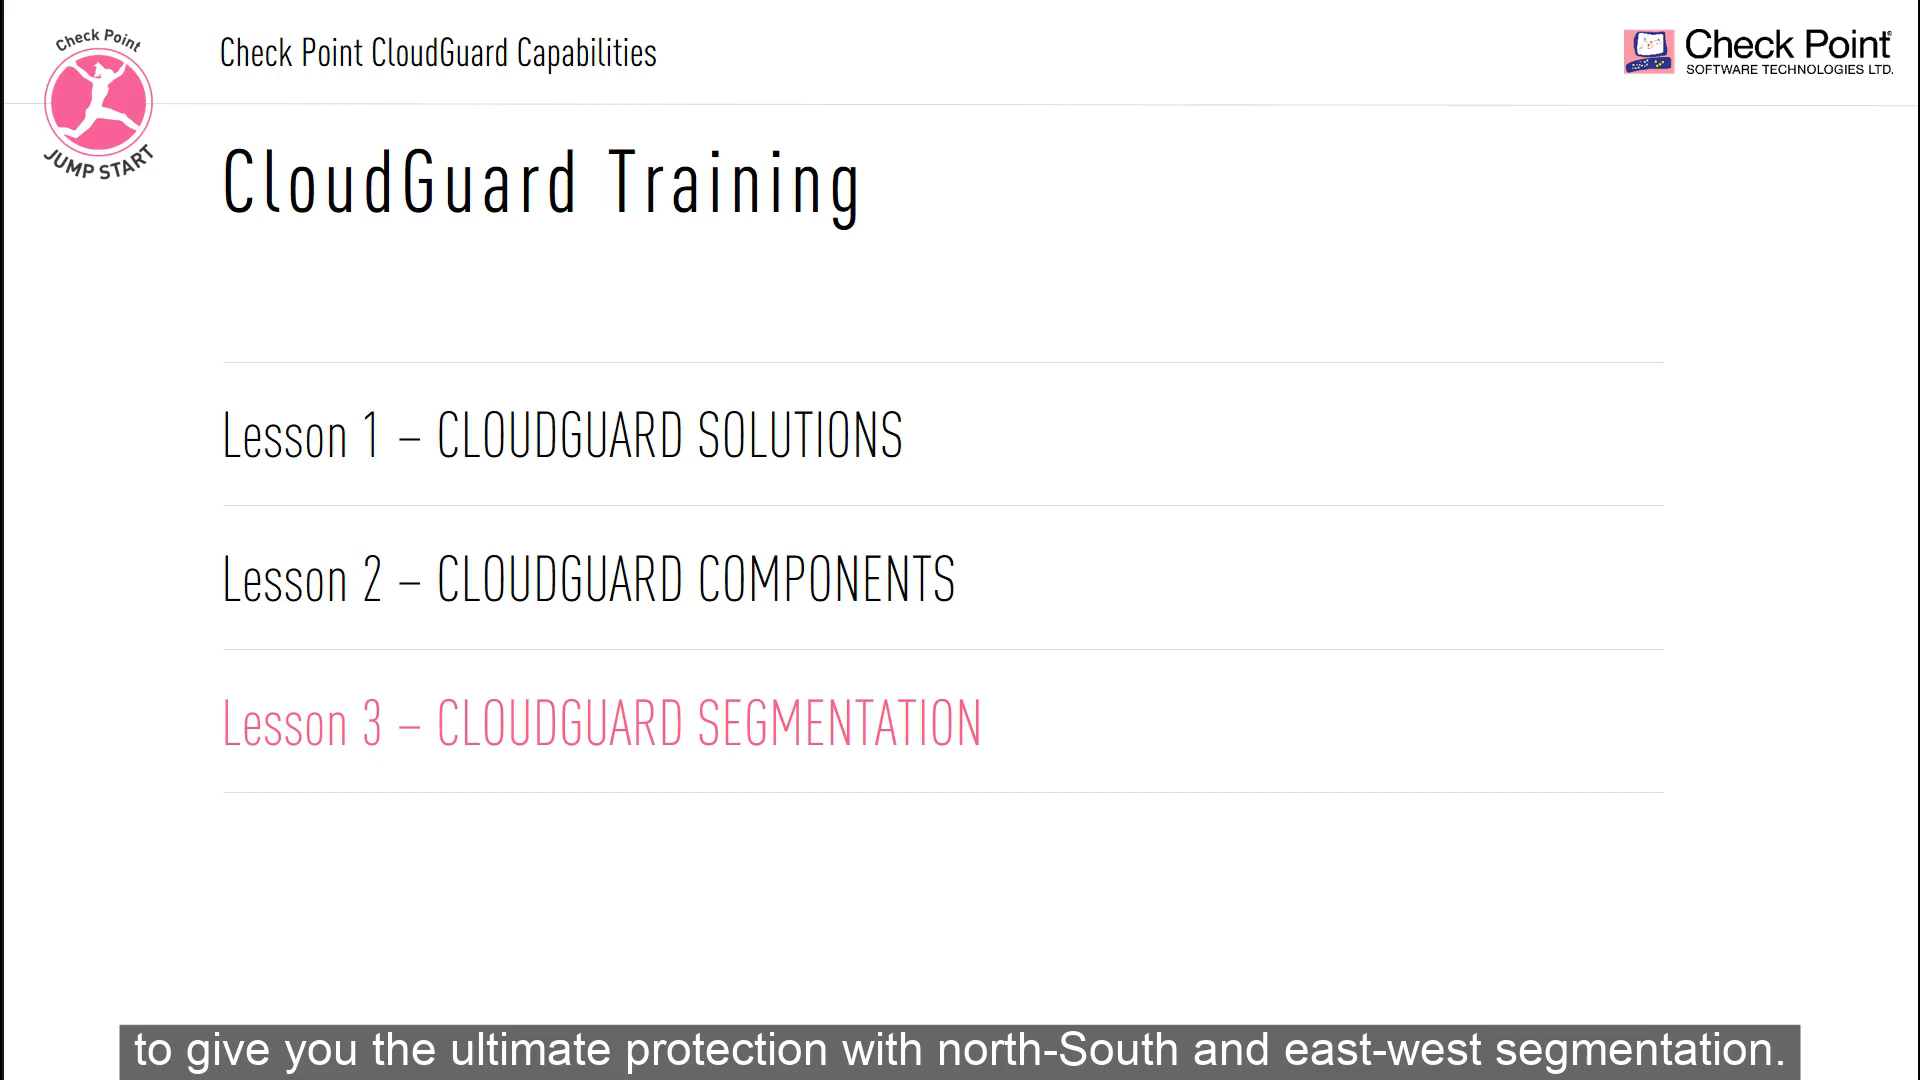 Check Point
JUMP START
Check Point CloudGuard Capabilities
Check Point®
SOFTWARE TECHNOLOGIES LTD.
CloudGuard Training
Lesson 1 – CLOUDGUARD SOLUTIONS
Lesson 2 – CLOUDGUARD COMPONENTS
Lesson 3 – CLOUDGUARD SEGMENTATION
to give you the ultimate protection with north-South and east-west segmentation.